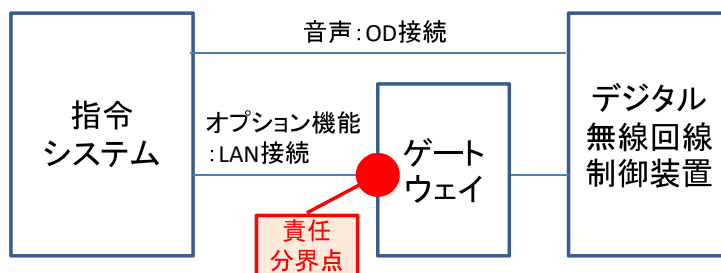 音声：OD接続
指令
システム
オプション機能
：LAN接続
ゲート
ウェイ
デジタル
無線回線
制御装置
責任
分界点